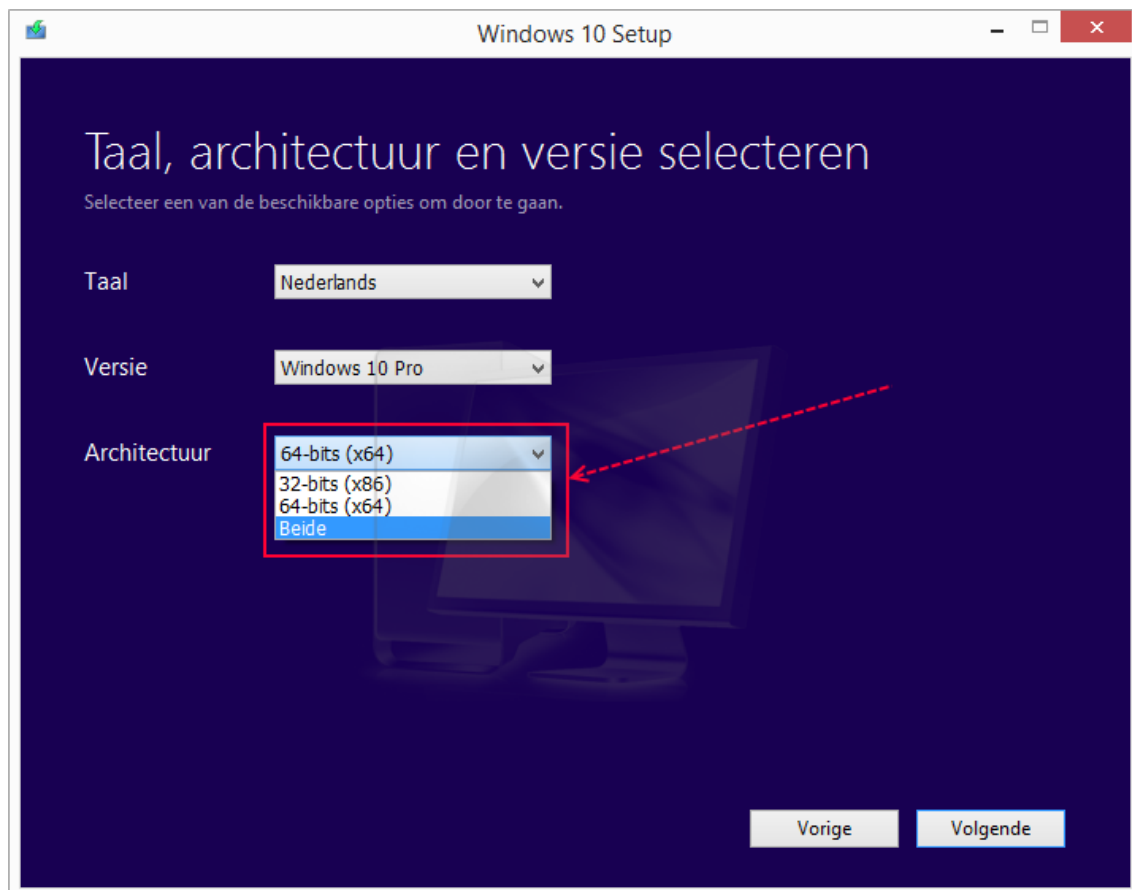 Windows 10 Setup
Taal, architectuur en versie selecteren
Selecteer een van de beschikbare opties om door te gaan.
Taal Nederlands
Versie Windows 10 Pro
Architectuur 64-bits (x64)
32-bits (x86)
64-bits (x64)
Beide
Vorige Volgende